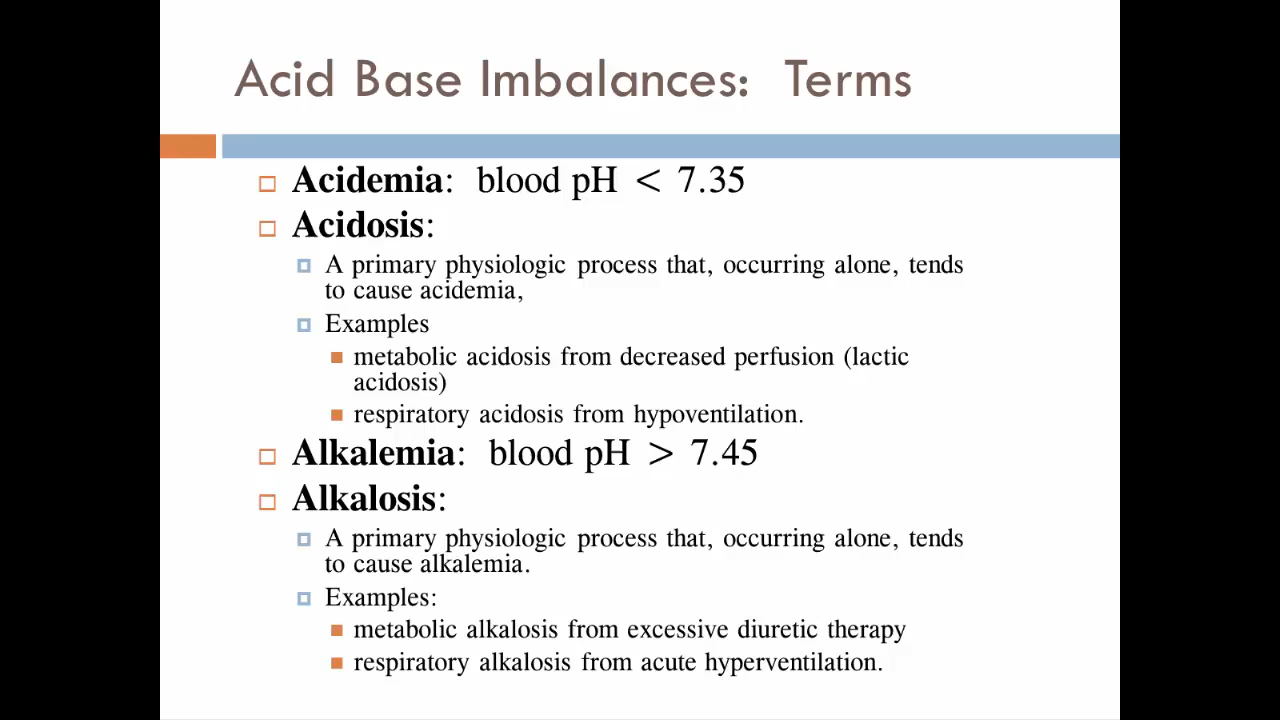 Acid Base Imbalances: Terms
Acidemia: blood pH < 7.35
Acidosis:
A primary physiologic process that, occurring alone, tends
to cause acidemia,
Examples
metabolic acidosis from decreased perfusion (lactic
acidosis)
respiratory acidosis from hypoventilation.
Alkalemia: blood pH > 7.45
Alkalosis:
A primary physiologic process that, occurring alone, tends
to cause alkalemia.
Examples:
metabolic alkalosis from excessive diuretic therapy
respiratory alkalosis from acute hyperventilation.